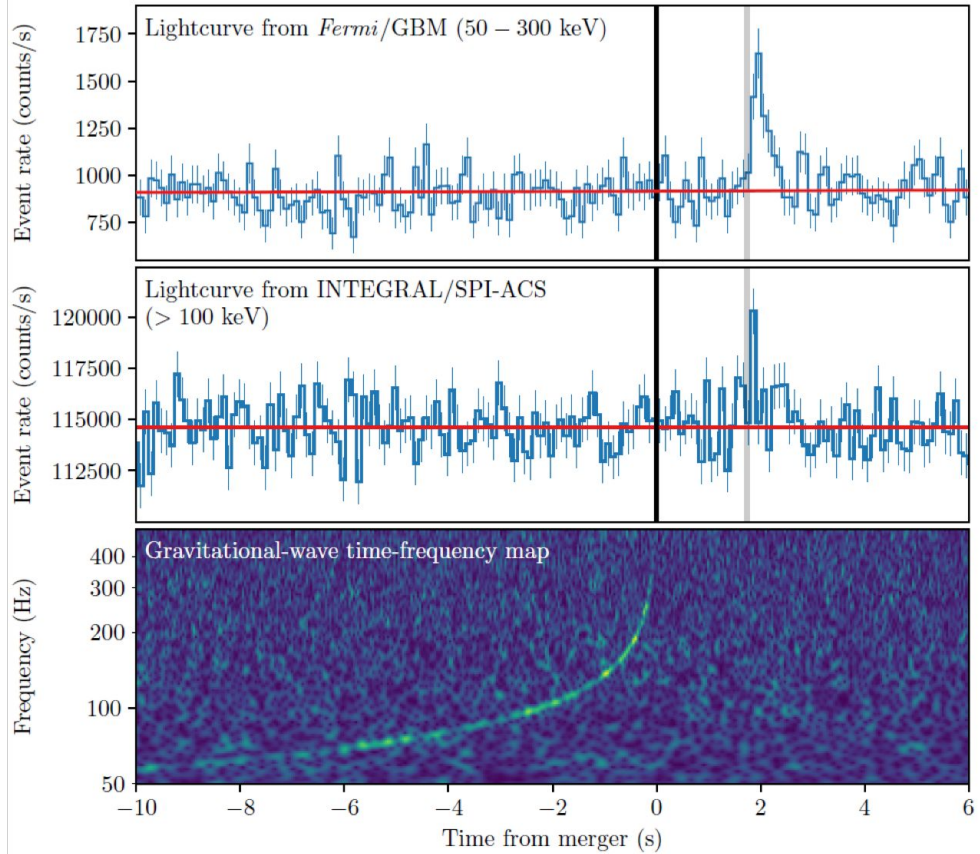 Lightcurve from Fermi/GBM (50 – 300 keV)
Event rate (counts/s)
1750
1500
1250
1000
750
Lightcurve from INTEGRAL/SPI-ACS
(> 100 keV)
Event rate (counts/s)
120000
117500
115000
112500
Gravitational-wave time-frequency map
Frequency (Hz)
400
300
200
100
50
−10 −8 −6 −4 −2 0 2 4 6
Time from merger (s)